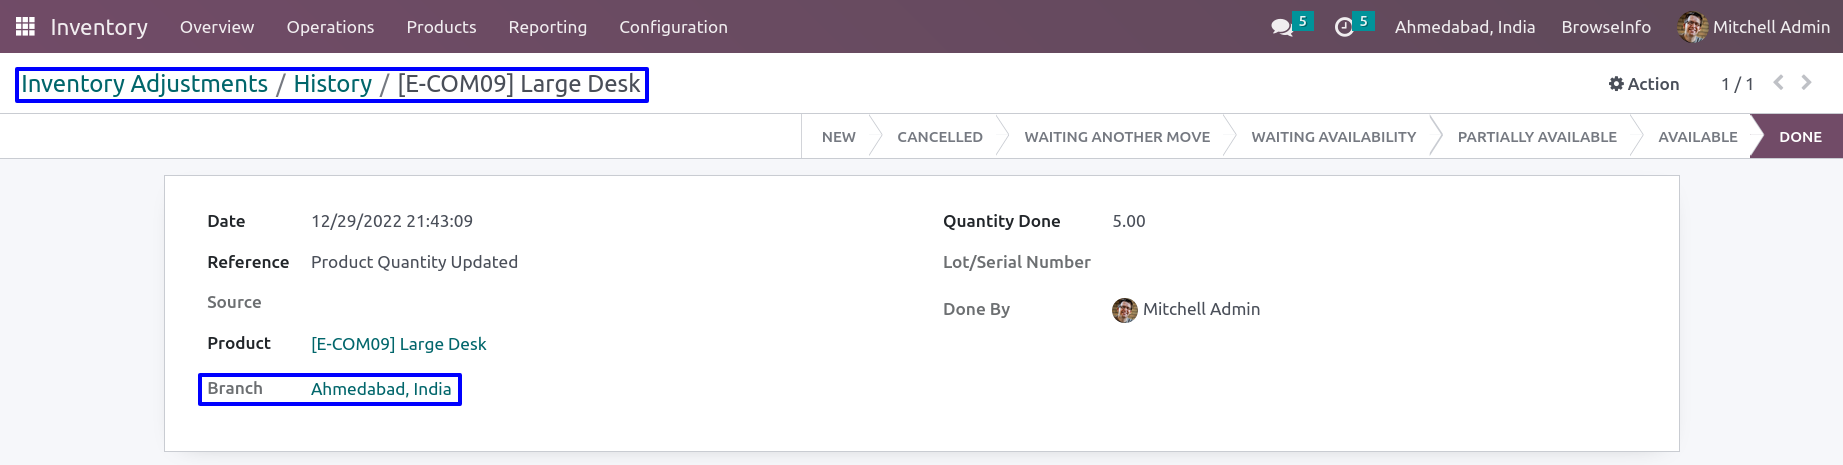 Inventory Overview Operations Products Reporting Configuration 5 5 Ahmedabad, India BrowseInfo Mitchell Admin
Inventory Adjustments / History / [E-COM09] Large Desk Action 1 / 1
NEW CANCELLED WAITING ANOTHER MOVE WAITING AVAILABILITY PARTIALLY AVAILABLE AVAILABLE DONE
Date 12/29/2022 21:43:09 Quantity Done 5.00
Reference Product Quantity Updated Lot/Serial Number
Source Done By Mitchell Admin
Product [E-COM09] Large Desk
Branch Ahmedabad, India